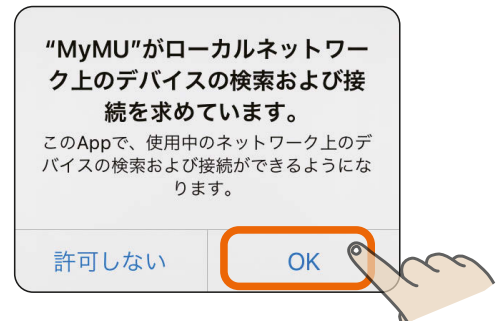 “MyMU”がローカルネットワー
ク上のデバイスの検索および接
続を求めています。
このAppで、使用中のネットワーク上のデ
バイスの検索および接続ができるようにな
ります。
許可しない
OK